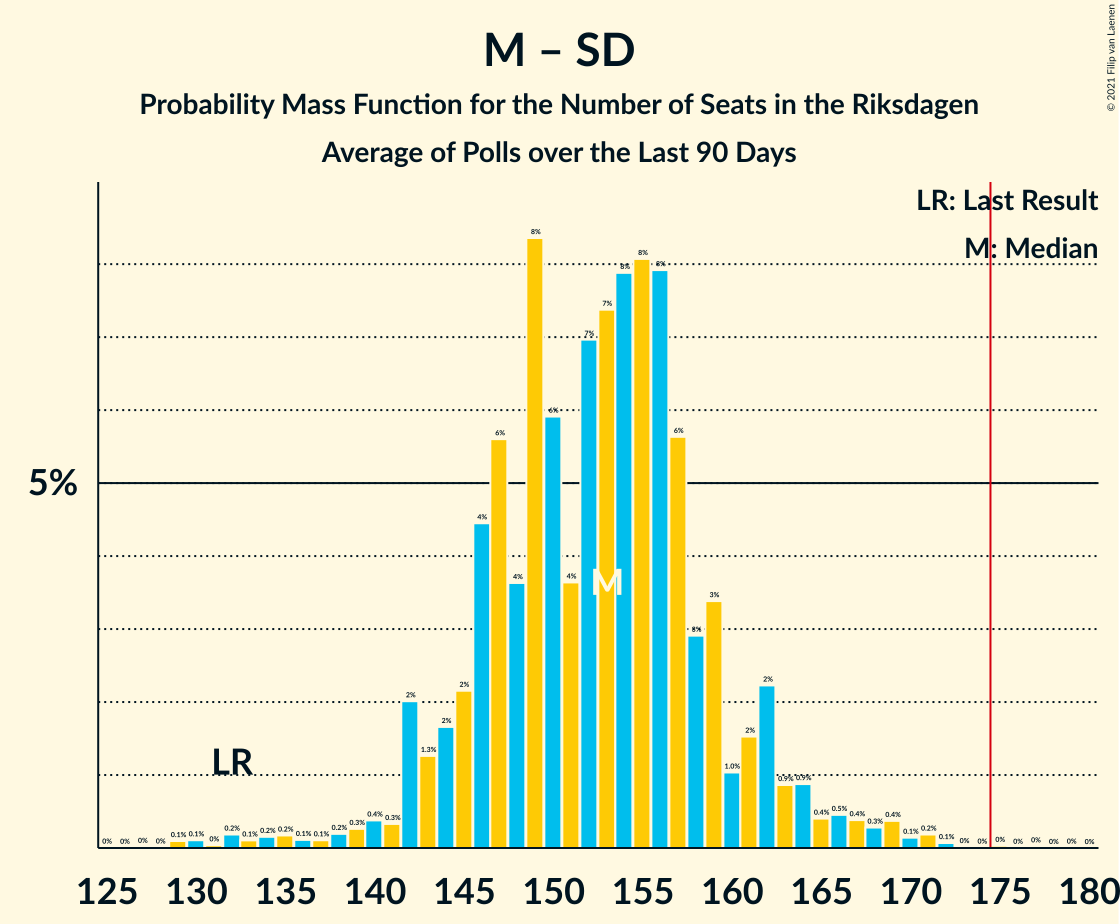 M – SD
Probability Mass Function for the Number of Seats in the Riksdagen
Average of Polls over the Last 90 Days
© 2021 Filip van Laenen
LR: Last Result
M: Median
5%
LR
M
0% 0% 0% 0% 0.1% 0.1% 0% 0.2% 0.1% 0.2% 0.2% 0.1% 0.1% 0.2% 0.3% 0.4% 0.3% 2% 1.3% 2% 2% 4% 6% 4% 8% 6% 4% 7% 7% 8% 8% 8% 6% 3% 3% 1.0% 2% 2% 0.9% 0.9% 0.4% 0.5% 0.4% 0.3% 0.4% 0.1% 0.2% 0.1% 0% 0% 0% 0% 0% 0% 0% 0%
125 130 135 140 145 150 155 160 165 170 175 180